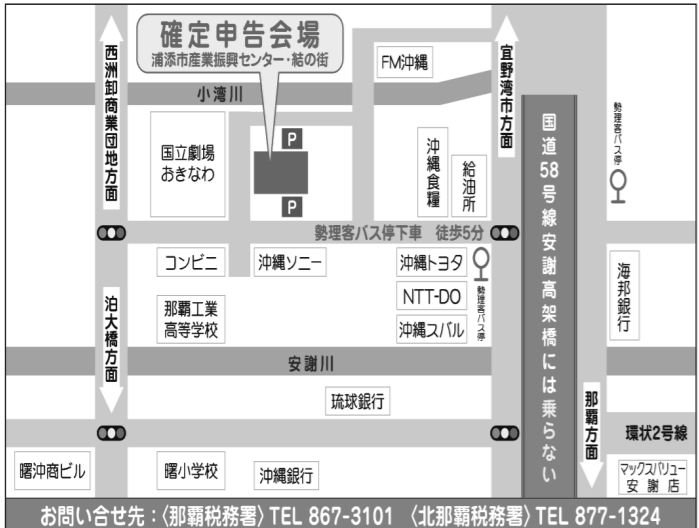 確定申告会場
浦添市産業振興センター・結の街
西洲卸商業団地方面
宜野湾市方面
FM沖縄
小湾川
勢理客バス停
国立劇場
おきなわ
P
P
沖縄食糧
給油所
国道58号線安謝高架橋には乗らない
勢理客バス停下車 徒歩5分
コンビニ
沖縄ソニー
沖縄トヨタ
勢理客バス停
海邦銀行
泊大橋方面
那覇工業
高等学校
NTT-DO
沖縄スバル
安謝川
琉球銀行
那覇方面
環状2号線
曙沖商ビル
曙小学校
沖縄銀行
マックスバリュー
安謝店
お問い合せ先:〈那覇税務署〉TEL 867-3101 〈北那覇税務署〉TEL 877-1324